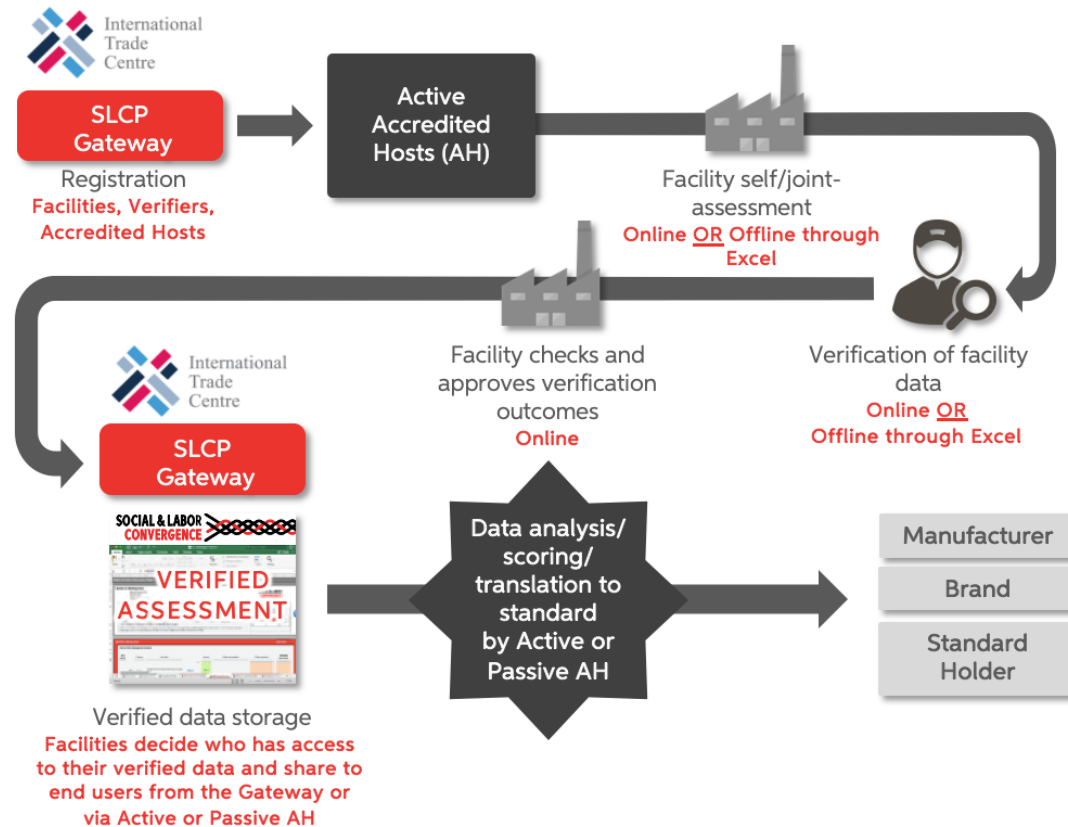 International
Trade
Centre
SLCP
Gateway
Registration
Facilities, Verifiers,
Accredited Hosts
Active
Accredited
Hosts (AH)
Facility self/joint-
assessment
Online OR Offline through
Excel
Verification of facility
data
Online OR
Offline through Excel
Facility checks and
approves verification
outcomes
Online
International
Trade
Centre
SLCP
Gateway
SOCIAL & LABOR
CONVERGENCE
VERIFIED
ASSESSMENT
Verified data storage
Facilities decide who has access
to their verified data and share to
end users from the Gateway or
via Active or Passive AH
Data analysis/
scoring/
translation to
standard
by Active or
Passive AH
Manufacturer
Brand
Standard
Holder